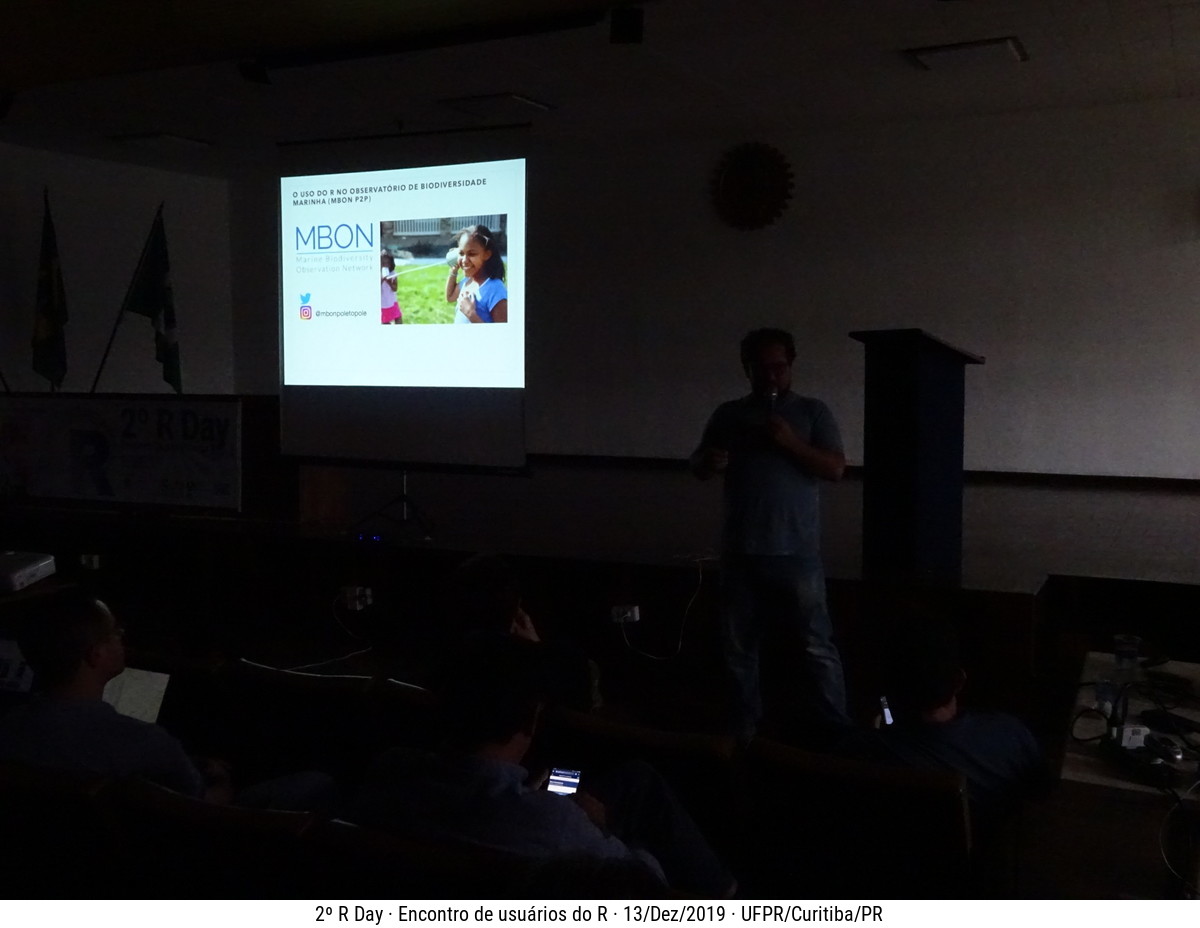 O USO DO R NO OBSERVATÓRIO DE BIODIVERSIDADE
MARINHA (MBON P2P)
MBON
Marine Biodiversity
Observation Network
@mbonpoletopole
2º R Day
2º R Day · Encontro de usuários do R · 13/Dez/2019 · UFPR/Curitiba/PR